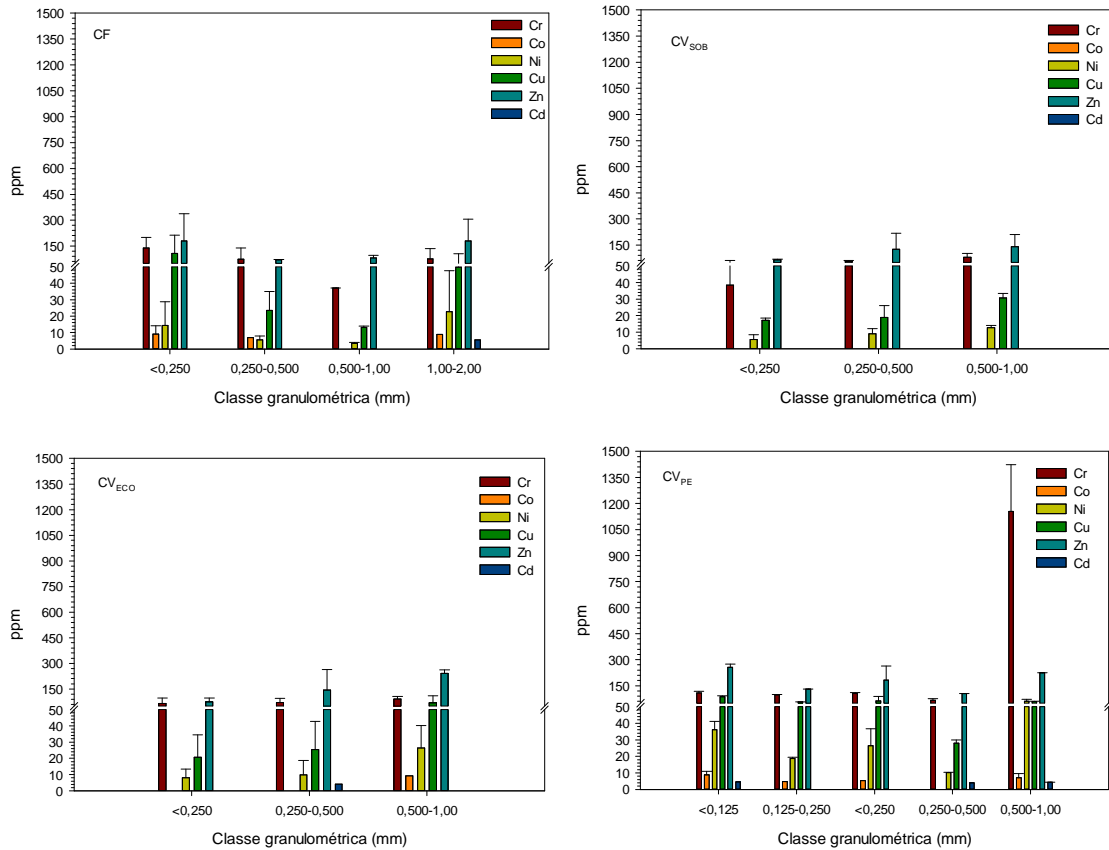 CF
1500
1350
1200
1050
900
750
600
450
300
150
50
40
30
20
10
0
ppm
Cr
Co
Ni
Cu
Zn
Cd
<0,250 0,250-0,500 0,500-1,00 1,00-2,00
Classe granulométrica (mm)
CVSOB
1500
1350
1200
1050
900
750
600
450
300
150
50
40
30
20
10
0
ppm
Cr
Co
Ni
Cu
Zn
Cd
<0,250 0,250-0,500 0,500-1,00
Classe granulométrica (mm)
CVECO
1500
1350
1200
1050
900
750
600
450
300
150
50
40
30
20
10
0
ppm
Cr
Co
Ni
Cu
Zn
Cd
<0,250 0,250-0,500 0,500-1,00
Classe granulométrica (mm)
CVPE
1500
1350
1200
1050
900
750
600
450
300
150
50
40
30
20
10
0
ppm
Cr
Co
Ni
Cu
Zn
Cd
<0,125 0,125-0,250 <0,250 0,250-0,500 0,500-1,00
Classe granulométrica (mm)